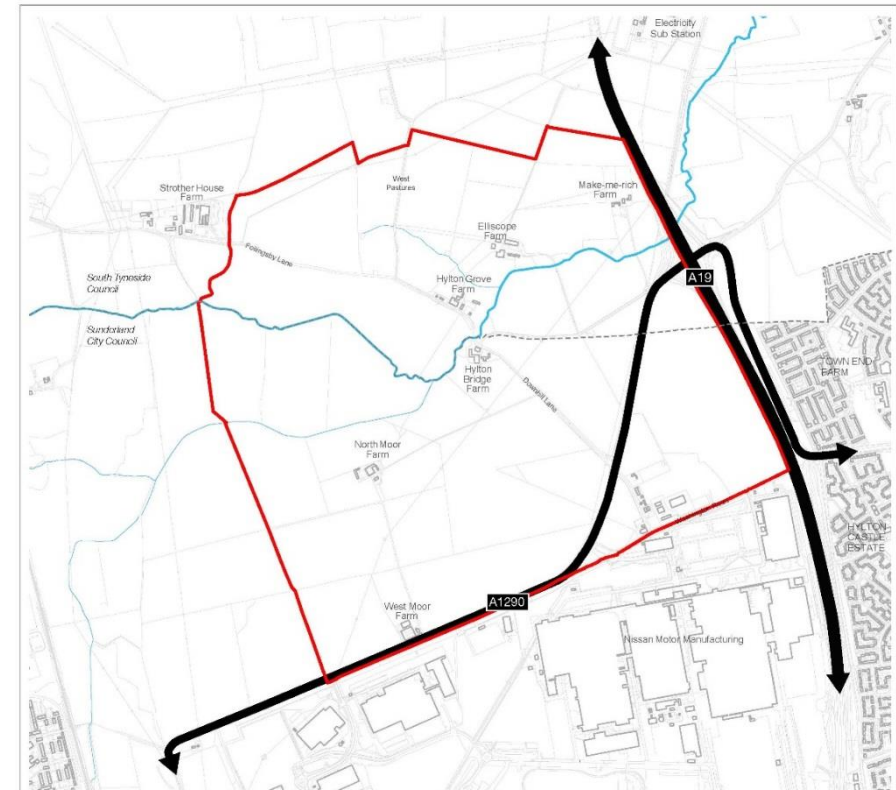 Electricity
Sub Station
Strother House
Farm
West
Pastures
Make-me-rich
Farm
Elliscope
Farm
Follingsby Lane
A19
South Tyneside
Council
Hylton Grove
Farm
Sunderland
City Council
Hylton
Bridge
Farm
TOWN END
FARM
Downhill Lane
North Moor
Farm
Washington Road
HYLTON
CASTLE
ESTATE
West Moor
Farm
A1290
Nissan Motor Manufacturing